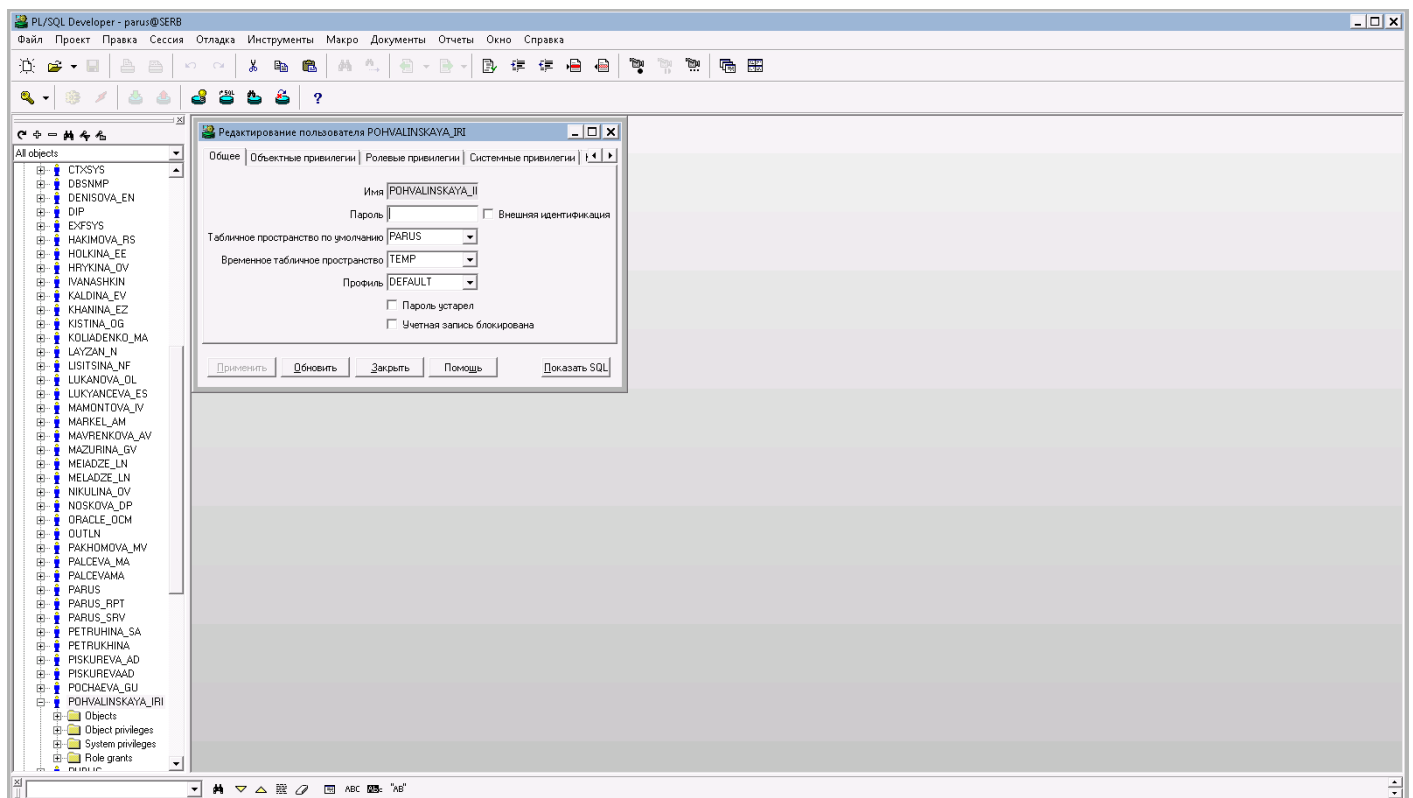 PL/SQL Developer - parus@SERB
Файл Проект Правка Сессия Отладка Инструменты Макро Документы Отчеты Окно Справка
All objects
CTXSYS
DBSNMP
DENISOVA_EN
DIP
EXFSYS
HAKIMOVA_RS
HOLKINA_EE
HRYKINA_OV
IVANASHKIN
KALDINA_EV
KHANINA_EZ
KISTINA_OG
KOLIADENKO_MA
LAYZAN_N
LISITSINA_NF
LUKANOVA_OL
LUKYANCEVA_ES
MAMONTOVA_IV
MARKEL_AM
MAVRENKOVA_AV
MAZURINA_GV
MEIADZE_LN
MELADZE_LN
NIKULINA_OV
NOSKOVA_DP
ORACLE_OCM
OUTLN
PAKHOMOVA_MV
PALCEVA_MA
PALCEVAMA
PARUS
PARUS_RPT
PARUS_SRV
PETRUHINA_SA
PETRUKHINA
PISKUREVA_AD
PISKUREVAAD
POCHAEVA_GU
POHVALINSKAYA_IRI
Objects
Object privileges
System privileges
Role grants
Редактирование пользователя POHVALINSKAYA_IRI
Общее Объектные привилегии Ролевые привилегии Системные привилегии
Имя POHVALINSKAYA_II
Пароль Внешняя идентификация
Табличное пространство по умолчанию PARUS
Временное табличное пространство TEMP
Профиль DEFAULT
Пароль устарел
Учетная запись блокирована
Применить Обновить Закрыть Помощь Показать SQL
ABC "AB"